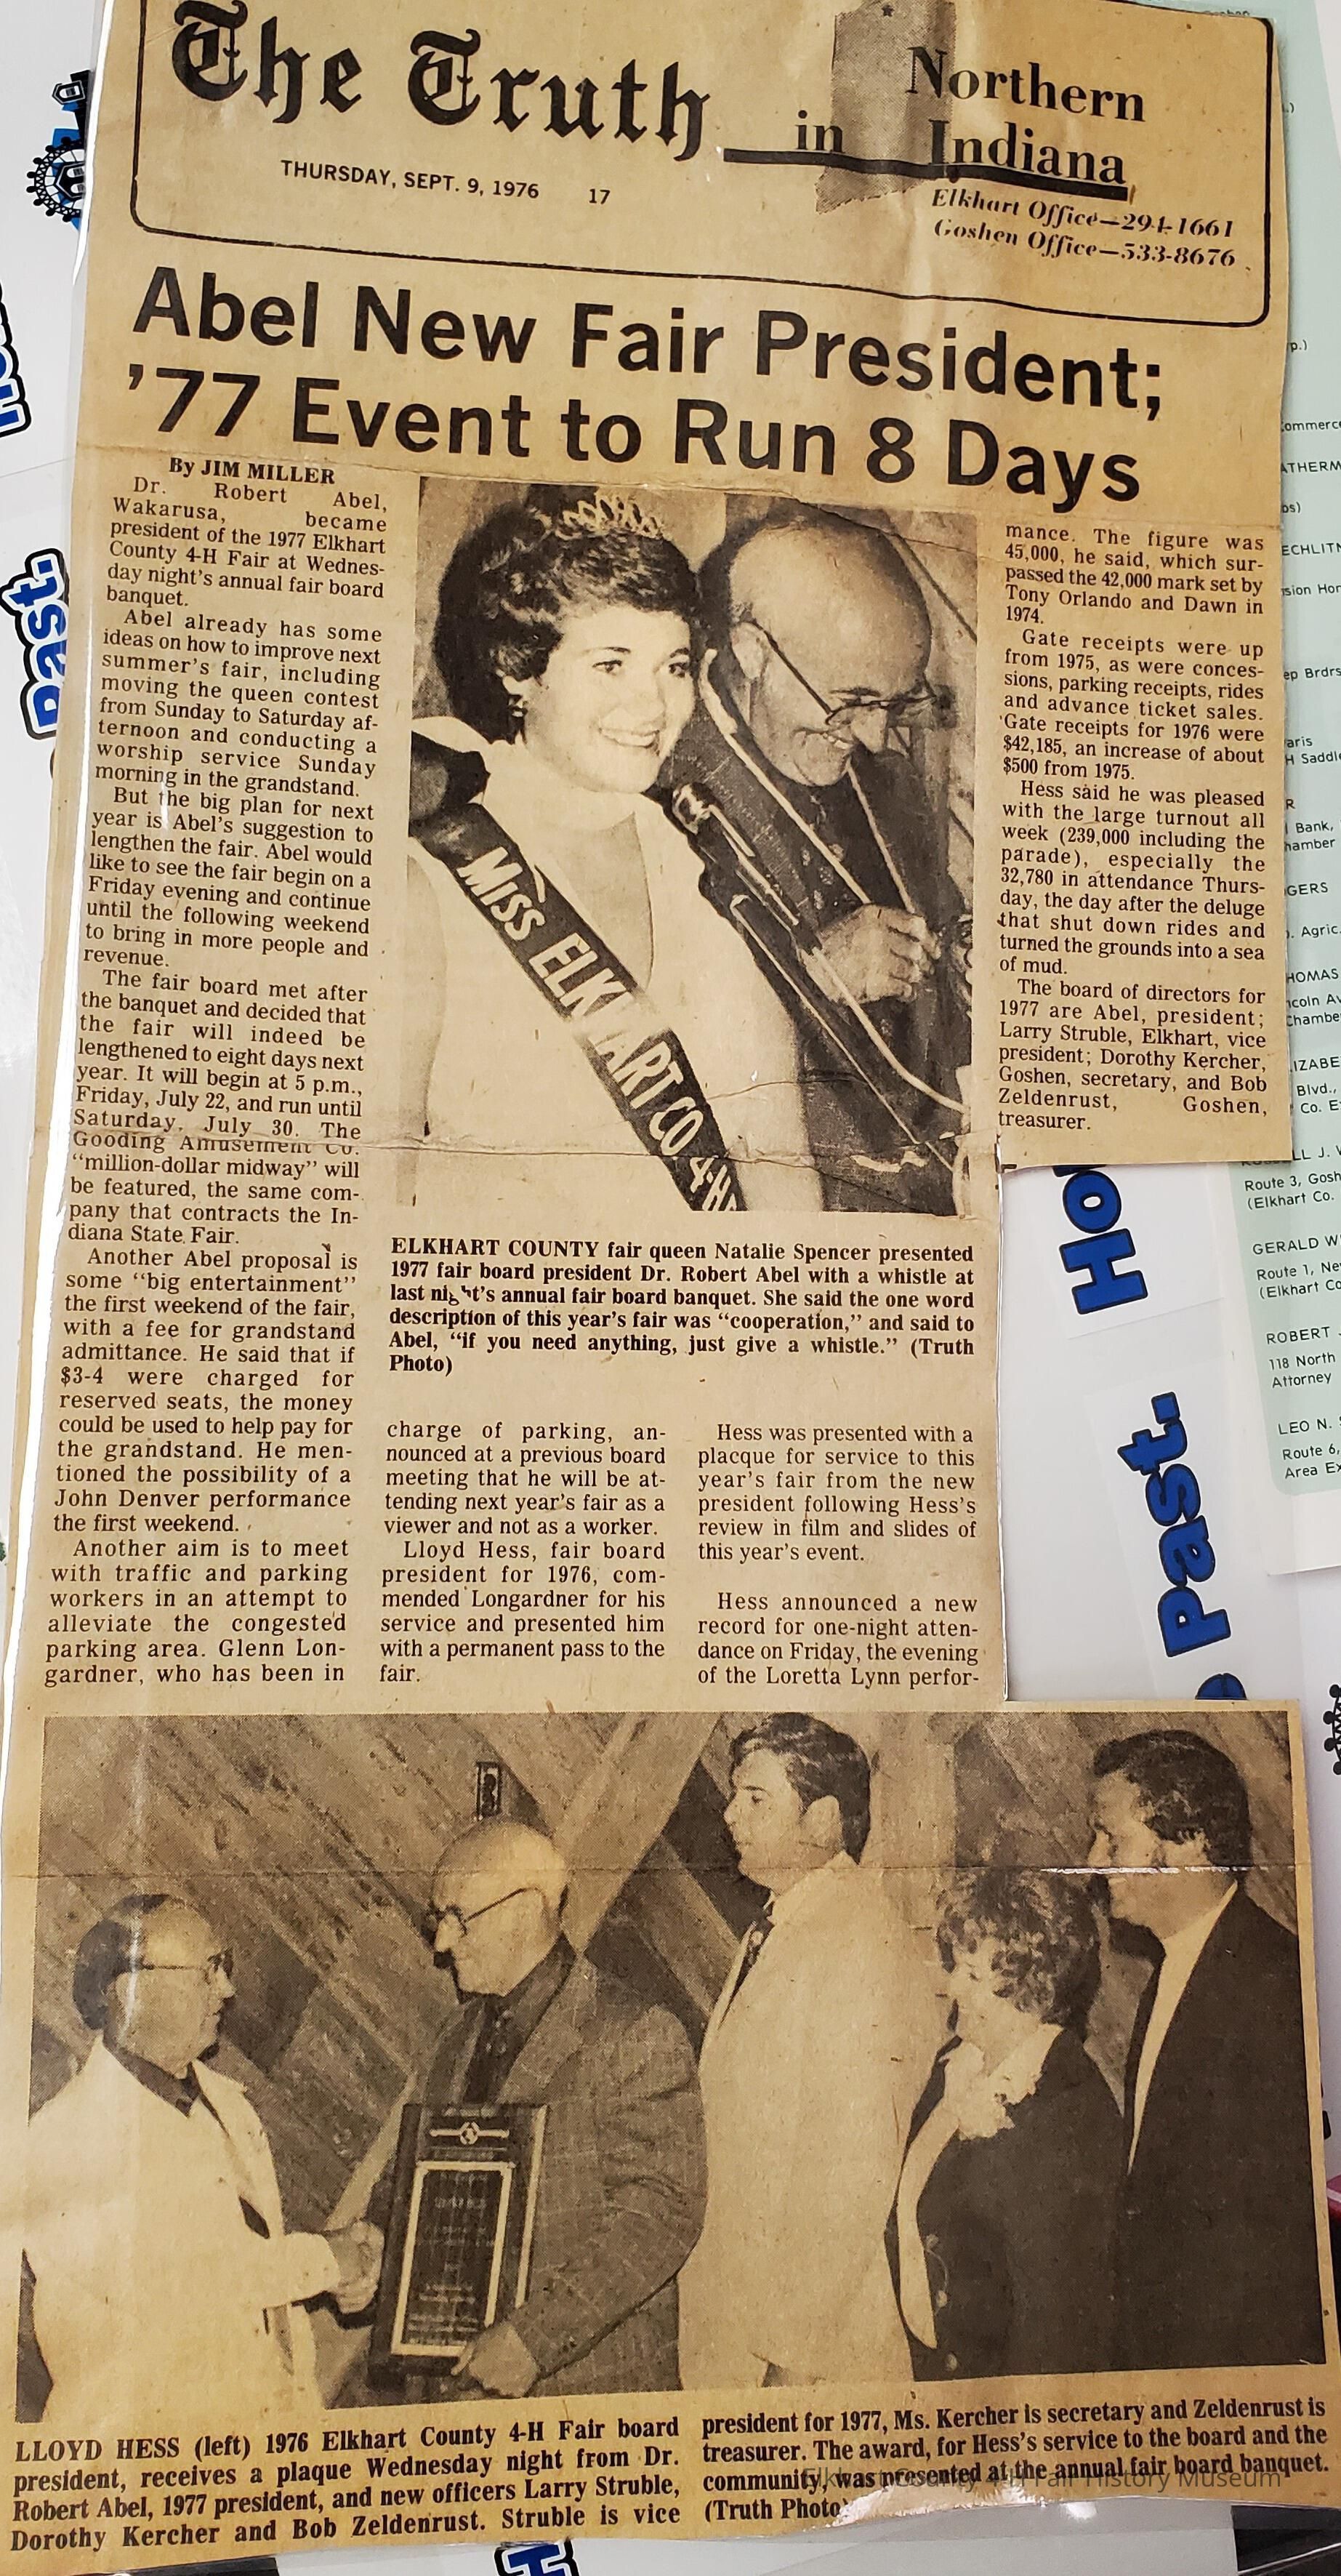 The Truth in Northern Indiana
THURSDAY, SEPT. 9, 1976 17
Elkhart Office—294-1661
Goshen Office—533-8676
Abel New Fair President;
'77 Event to Run 8 Days
By JIM MILLER
Dr. Robert Abel,
Wakarusa, became
president of the 1977 Elkhart
County 4-H Fair at Wednes-
day night's annual fair board
banquet.
Abel already has some
ideas on how to improve next
summer's fair, including
moving the queen contest
from Sunday to Saturday af-
ternoon and conducting a
worship service Sunday
morning in the grandstand.
But the big plan for next
year is Abel's suggestion to
lengthen the fair. Abel would
like to see the fair begin on a
Friday evening and continue
until the following weekend
to bring in more people and
revenue.
The fair board met after
the banquet and decided that
the fair will indeed be
lengthened to eight days next
year. It will begin at 5 p.m.,
Friday, July 22, and run until
Saturday, July 30. The
Gooding Amusement Co.
"million-dollar midway" will
be featured, the same com-
pany that contracts the In-
diana State Fair.
Another Abel proposal is
some "big entertainment"
the first weekend of the fair,
with a fee for grandstand
admittance. He said that if
$3-4 were charged for
reserved seats, the money
could be used to help pay for
the grandstand. He men-
tioned the possibility of a
John Denver performance
the first weekend.
Another aim is to meet
with traffic and parking
workers in an attempt to
alleviate the congested
parking area. Glenn Lon-
gardner, who has been in
MISS ELKHART CO 4-H
ELKHART COUNTY fair queen Natalie Spencer presented
1977 fair board president Dr. Robert Abel with a whistle at
last night's annual fair board banquet. She said the one word
description of this year's fair was "cooperation," and said to
Abel, "if you need anything, just give a whistle." (Truth
Photo)
charge of parking, an-
nounced at a previous board
meeting that he will be at-
tending next year's fair as a
viewer and not as a worker.
Lloyd Hess, fair board
president for 1976, com-
mended Longardner for his
service and presented him
with a permanent pass to the
fair.
Hess was presented with a
placque for service to this
year's fair from the new
president following Hess's
review in film and slides of
this year's event.
Hess announced a new
record for one-night atten-
dance on Friday, the evening
of the Loretta Lynn perfor-
mance. The figure was
45,000, he said, which sur-
passed the 42,000 mark set by
Tony Orlando and Dawn in
1974.
Gate receipts were up
from 1975, as were conces-
sions, parking receipts, rides
and advance ticket sales.
Gate receipts for 1976 were
$42,185, an increase of about
$500 from 1975.
Hess said he was pleased
with the large turnout all
week (239,000 including the
parade), especially the
32,780 in attendance Thurs-
day, the day after the deluge
that shut down rides and
turned the grounds into a sea
of mud.
The board of directors for
1977 are Abel, president;
Larry Struble, Elkhart, vice
president; Dorothy Kercher,
Goshen, secretary, and Bob
Zeldenrust, Goshen,
treasurer.
LLOYD HESS (left) 1976 Elkhart County 4-H Fair board
president, receives a plaque Wednesday night from Dr.
Robert Abel, 1977 president, and new officers Larry Struble,
Dorothy Kercher and Bob Zeldenrust. Struble is vice
president for 1977, Ms. Kercher is secretary and Zeldenrust is
treasurer. The award, for Hess's service to the board and the
community, was presented at the annual fair board banquet.
(Truth Photo)
Elkhart County 4-H Fair History Museum
Past.
Past.
Route 3, Gosh
(Elkhart Co.
GERALD W
Route 1, Ne
(Elkhart Co
ROBERT
118 North
Attorney
LEO N.
Route 6,
Area Ex